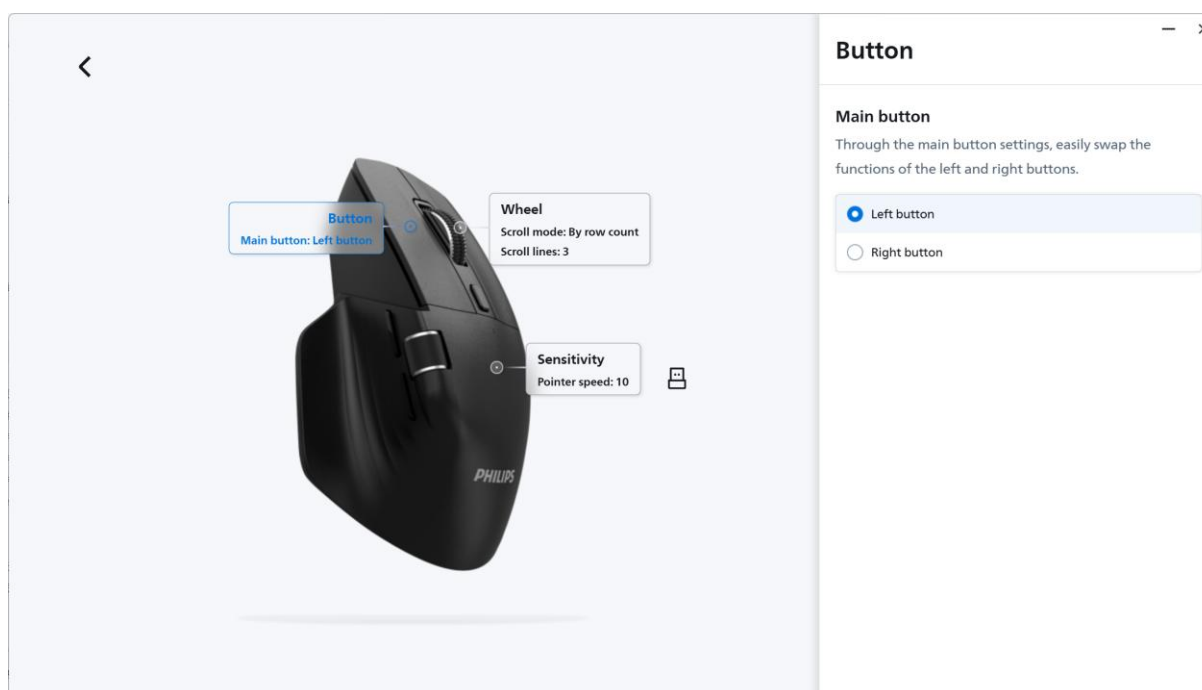 Button
Main button: Left button
Wheel
Scroll mode: By row count
Scroll lines: 3
Sensitivity
Pointer speed: 10
PHILIPS
Button
Main button
Through the main button settings, easily swap the
functions of the left and right buttons.
Left button
Right button